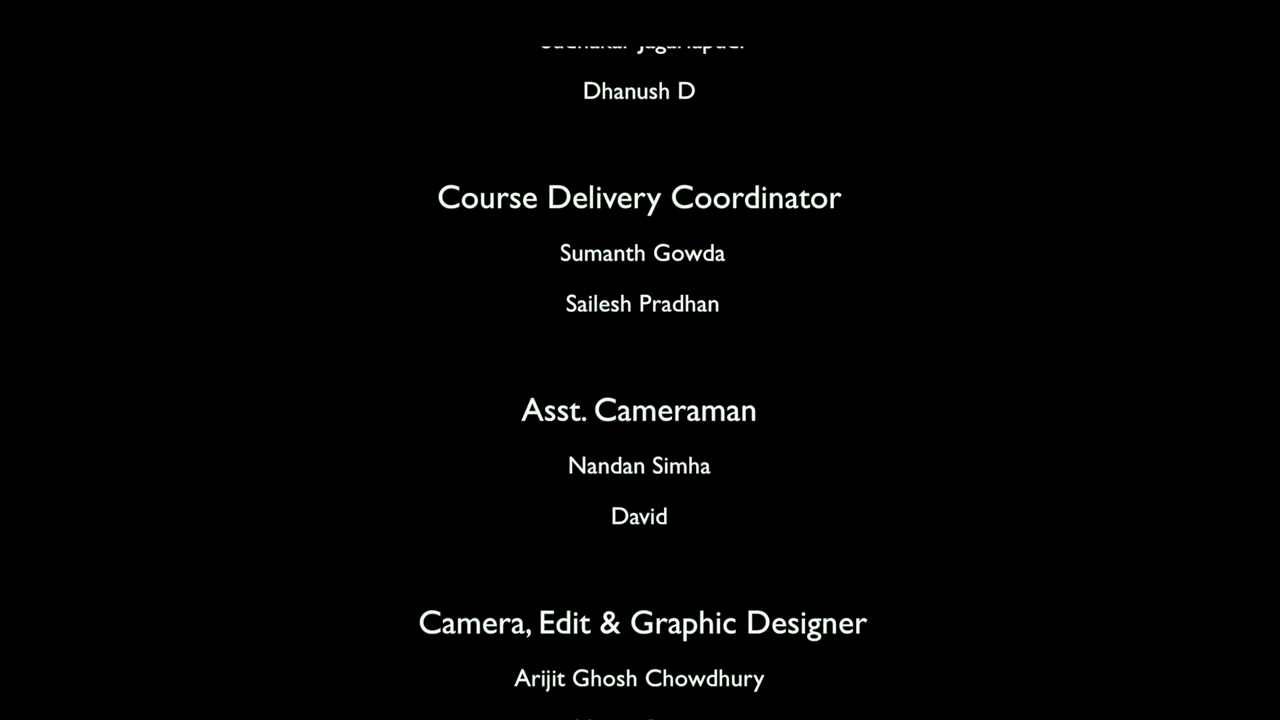 Dhanush D
Course Delivery Coordinator
Sumanth Gowda
Sailesh Pradhan
Asst. Cameraman
Nandan Simha
David
Camera, Edit & Graphic Designer
Arijit Ghosh Chowdhury